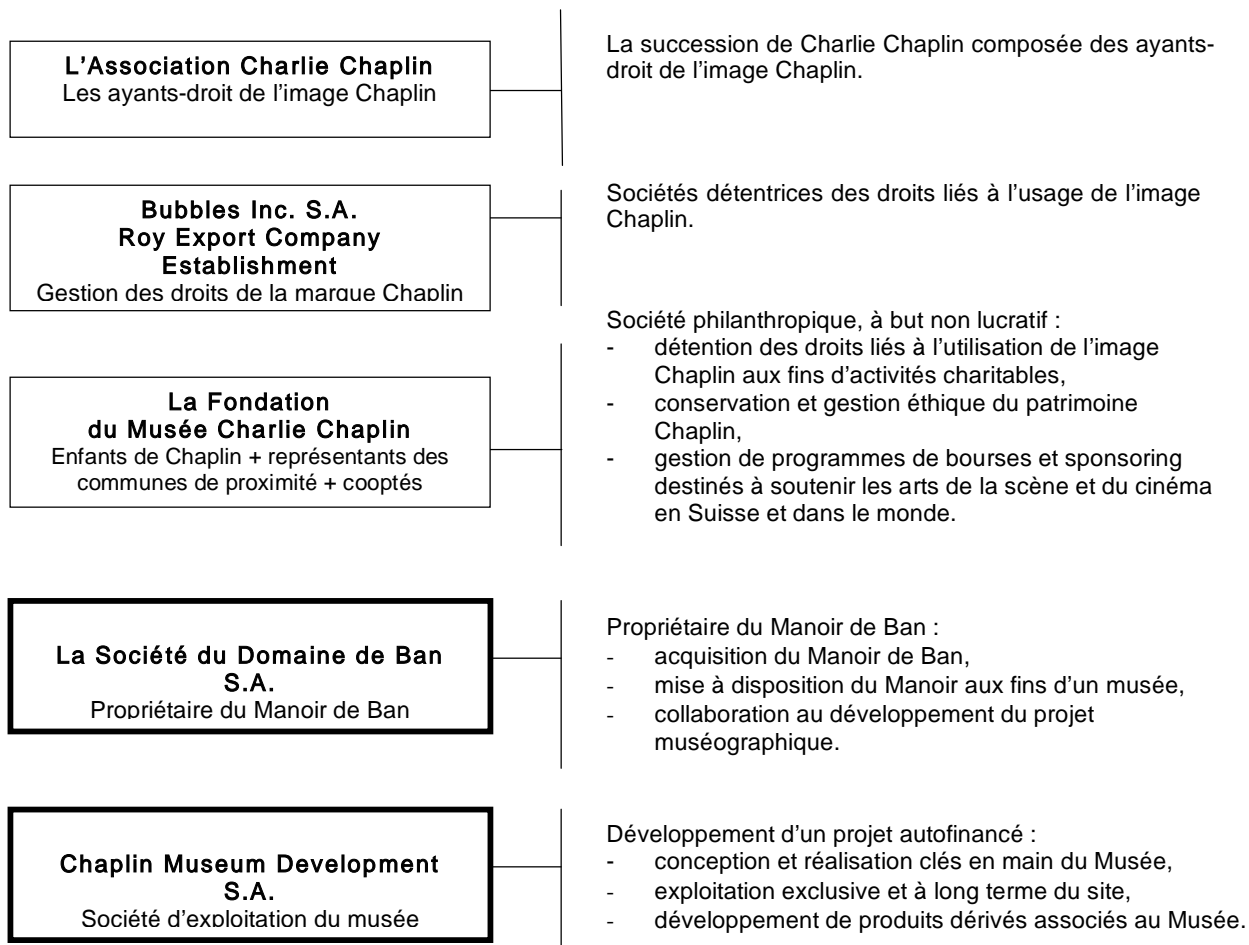 L’Association Charlie Chaplin
Les ayants-droit de l’image Chaplin
La succession de Charlie Chaplin composée des ayants-
droit de l’image Chaplin.
Bubbles Inc. S.A.
Roy Export Company
Establishment
Gestion des droits de la marque Chaplin
Sociétés détentrices des droits liés à l’usage de l’image
Chaplin.
La Fondation
du Musée Charlie Chaplin
Enfants de Chaplin + représentants des
communes de proximité + cooptés
Société philanthropique, à but non lucratif :
- détention des droits liés à l’utilisation de l’image
Chaplin aux fins d’activités charitables,
- conservation et gestion éthique du patrimoine
Chaplin,
- gestion de programmes de bourses et sponsoring
destinés à soutenir les arts de la scène et du cinéma
en Suisse et dans le monde.
La Société du Domaine de Ban
S.A.
Propriétaire du Manoir de Ban
Propriétaire du Manoir de Ban :
- acquisition du Manoir de Ban,
- mise à disposition du Manoir aux fins d’un musée,
- collaboration au développement du projet
muséographique.
Chaplin Museum Development
S.A.
Société d’exploitation du musée
Développement d’un projet autofinancé :
- conception et réalisation clés en main du Musée,
- exploitation exclusive et à long terme du site,
- développement de produits dérivés associés au Musée.